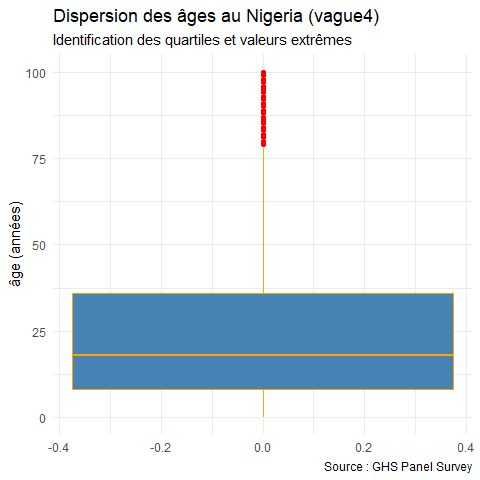 Dispersion des âges au Nigeria (vague4)
Identification des quartiles et valeurs extrêmes
âge (années)
100
75
50
25
0
-0.4
-0.2
0.0
0.2
0.4
Source : GHS Panel Survey